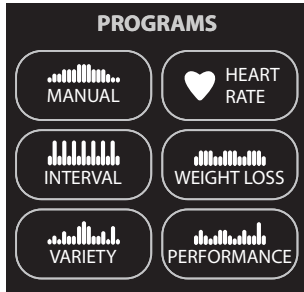 PROGRAMS
MANUAL
HEART
RATE
INTERVAL
WEIGHT LOSS
VARIETY
PERFORMANCE